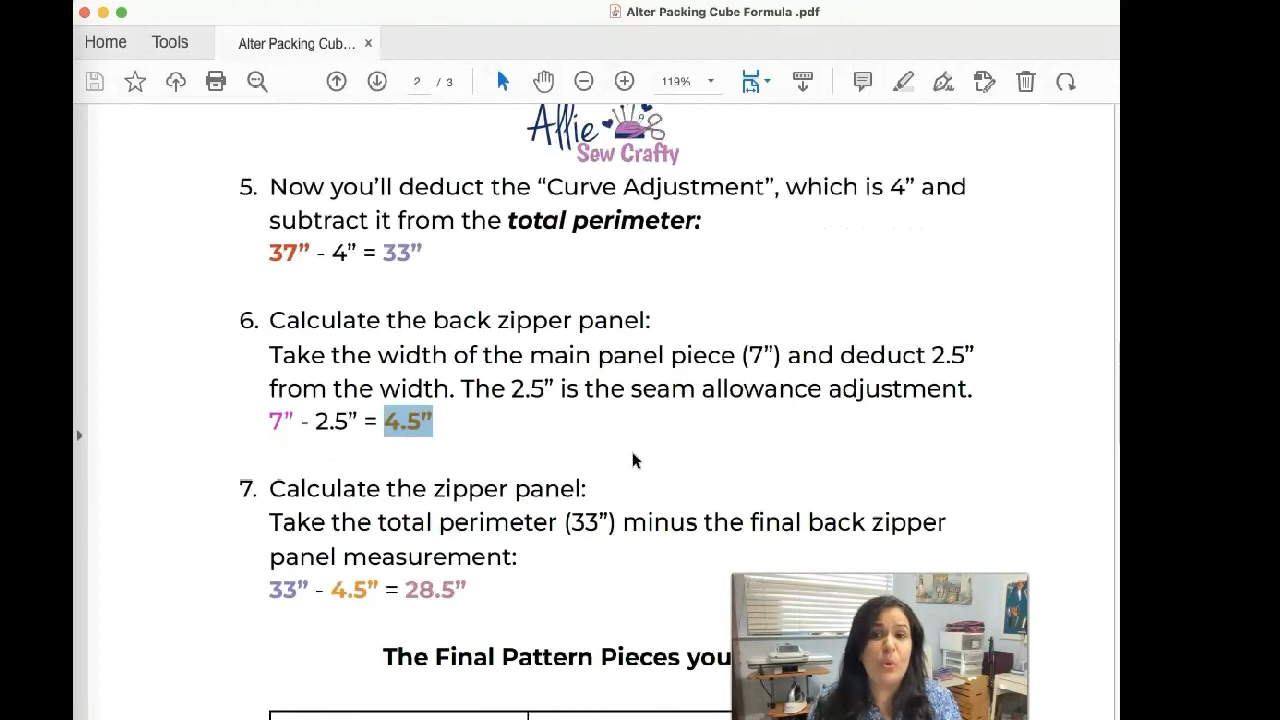 Alter Packing Cube Formula .pdf
Home Tools Alter Packing Cub... x
2 / 3 119%
Allie
Sew Crafty
5. Now you’ll deduct the “Curve Adjustment”, which is 4” and
subtract it from the total perimeter:
37” - 4” = 33”
6. Calculate the back zipper panel:
Take the width of the main panel piece (7”) and deduct 2.5”
from the width. The 2.5” is the seam allowance adjustment.
7” - 2.5” = 4.5”
7. Calculate the zipper panel:
Take the total perimeter (33”) minus the final back zipper
panel measurement:
33” - 4.5” = 28.5”
The Final Pattern Pieces you